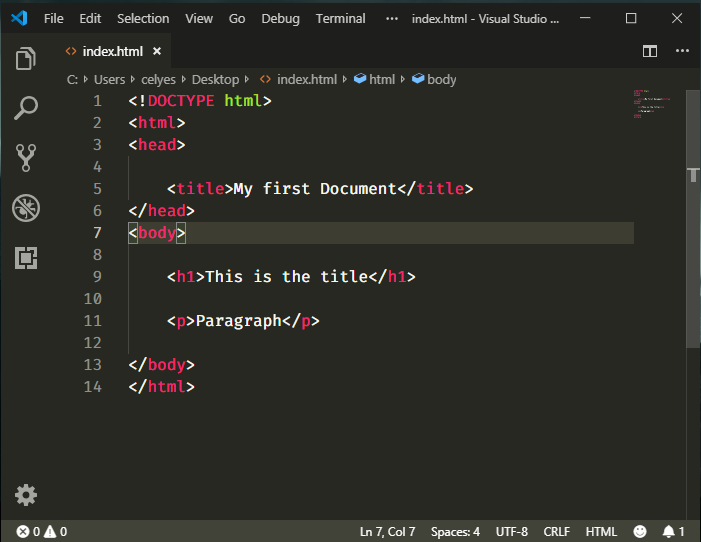 File Edit Selection View Go Debug Terminal ··· index.html - Visual Studio ...
<> index.html ×
C: > Users > celyes > Desktop > <> index.html > html > body
1 <!DOCTYPE html>
2 <html>
3 <head>
4
5     <title>My first Document</title>
6 </head>
7 <body>
8
9     <h1>This is the title</h1>
10
11     <p>Paragraph</p>
12
13 </body>
14 </html>
0 0 Ln 7, Col 7 Spaces: 4 UTF-8 CRLF HTML 1